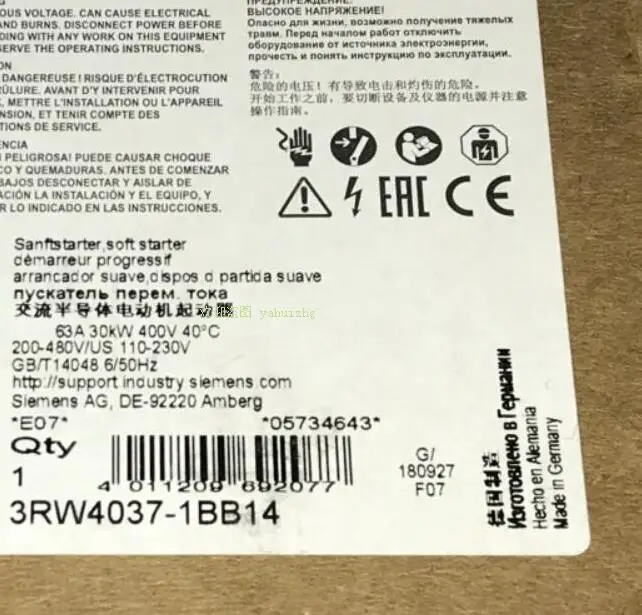 OUS VOLTAGE. CAN CAUSE ELECTRICAL
AND BURNS. DISCONNECT POWER BEFORE
DING WITH ANY WORK ON THIS EQUIPMENT
SERVE THE OPERATING INSTRUCTIONS.
ON
DANGEREUSE! RISQUE D'ÉLECTROCUTION
RÛLURE. AVANT D'Y INTERVENIR POUR
, METTRE L'INSTALLATION OU L'APPAREIL
NSION, ET TENIR COMPTE DES
TIONS DE SERVICE.
ENCIA
PELIGROSA! PUEDE CAUSAR CHOQUE
CO Y QUEMADURAS. ANTES DE COMENZAR
BAJOS DESCONECTAR Y AISLAR DE
ACIÓN LA INSTALACIÓN Y EL EQUIPO, Y
R LO INDICADO EN LAS INSTRUCCIONES.
ПРЕДУПРЕЖДЕНИЕ.
ВЫСОКОЕ НАПРЯЖЕНИЕ!
Опасно для жизни, возможно получение тяжелых
травм. Перед началом работ отключить
оборудование от источника электроэнергии,
прочесть и понять инструкцию по эксплуатации.
警告:
危险的电压!有导致电击和灼伤的危险。
开始工作之前,要切断设备及仪器的电源并注意
操作指南。
EAC CE
Sanftstarter,soft starter
démarreur progressif
arrancador suave,dispos d partida suave
пускатель перем. тока
交流半导体电动机起动器
yahuizhg
63A 30kW 400V 40°C
200-480V/US 110-230V
GB/T14048 6/50Hz
http://support industry siemens com
Siemens AG, DE-92220 Amberg
*E07* *05734643*
Qty
1
4 011209 692077
3RW4037-1BB14
G/
180927
F07
德国制造
Изготовлено в Германии
Hecho en Alemania
Made in Germany